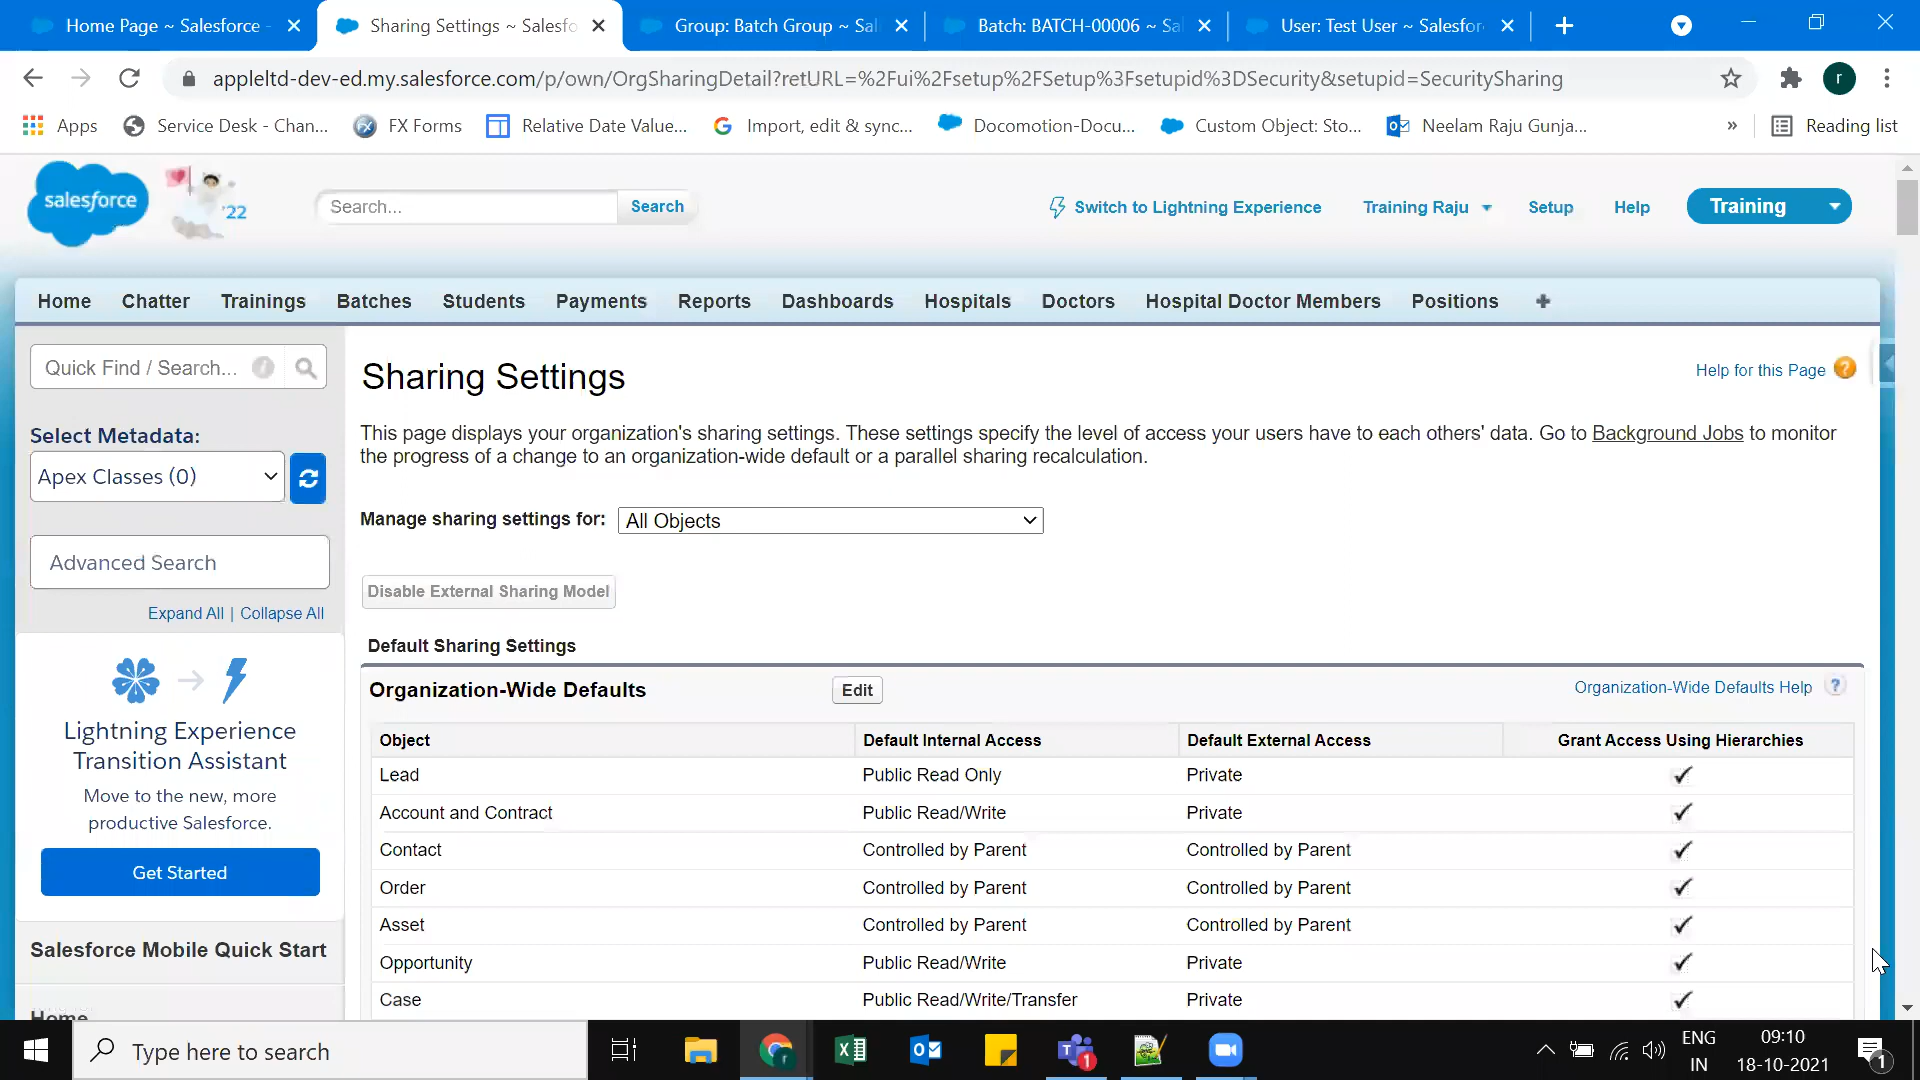 Home Page ~ Salesforce -
Sharing Settings ~ Salesfo
Group: Batch Group ~ Sal
Batch: BATCH-00006 ~ Sa
User: Test User ~ Salesfor
appleltd-dev-ed.my.salesforce.com/p/own/OrgSharingDetail?retURL=%2Fui%2Fsetup%2FSetup%3Fsetupid%3DSecurity&setupid=SecuritySharing
r
Apps
Service Desk - Chan...
FX Forms
Relative Date Value...
Import, edit & sync...
Docomotion-Docu...
Custom Object: Sto...
Neelam Raju Gunja...
»
Reading list
salesforce
'22
Search...
Search
Switch to Lightning Experience
Training Raju
Setup
Help
Training
Home
Chatter
Trainings
Batches
Students
Payments
Reports
Dashboards
Hospitals
Doctors
Hospital Doctor Members
Positions
Quick Find / Search...
Select Metadata:
Apex Classes (0)
Advanced Search
Expand All | Collapse All
Lightning Experience
Transition Assistant
Move to the new, more
productive Salesforce.
Get Started
Salesforce Mobile Quick Start
Home
Sharing Settings
Help for this Page
This page displays your organization's sharing settings. These settings specify the level of access your users have to each others' data. Go to Background Jobs to monitor
the progress of a change to an organization-wide default or a parallel sharing recalculation.
Manage sharing settings for: All Objects
Disable External Sharing Model
Default Sharing Settings
Organization-Wide Defaults
Edit
Organization-Wide Defaults Help ?
Object Default Internal Access Default External Access Grant Access Using Hierarchies
Lead Public Read Only Private ✓
Account and Contract Public Read/Write Private ✓
Contact Controlled by Parent Controlled by Parent ✓
Order Controlled by Parent Controlled by Parent ✓
Asset Controlled by Parent Controlled by Parent ✓
Opportunity Public Read/Write Private ✓
Case Public Read/Write/Transfer Private ✓
Type here to search
1
ENG
IN
09:10
18-10-2021
1